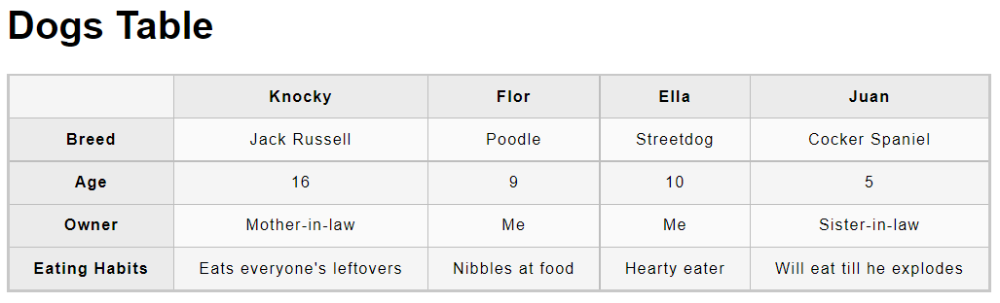 Dogs Table
Knocky Flor Ella Juan
Breed Jack Russell Poodle Streetdog Cocker Spaniel
Age 16 9 10 5
Owner Mother-in-law Me Me Sister-in-law
Eating Habits Eats everyone's leftovers Nibbles at food Hearty eater Will eat till he explodes